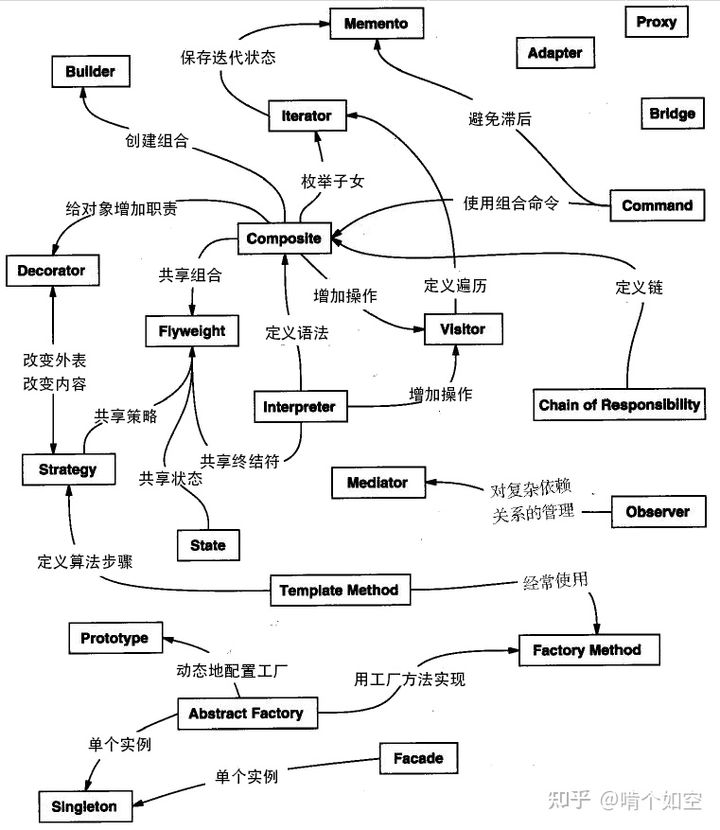 Memento
Proxy
Adapter
保存迭代状态
Builder
Iterator
避免滞后
Bridge
创建组合
枚举子女
给对象增加职责
使用组合命令
Command
Composite
Decorator
共享组合
增加操作
定义遍历
定义链
Flyweight
定义语法
Visitor
改变外表
改变内容
增加操作
Interpreter
Chain of Responsibility
共享策略
共享终结符
Strategy
共享状态
Mediator
对复杂依赖
关系的管理
Observer
State
定义算法步骤
Template Method
经常使用
Prototype
Factory Method
动态地配置工厂
用工厂方法实现
Abstract Factory
单个实例
Facade
单个实例
Singleton
知乎 @啃个如空